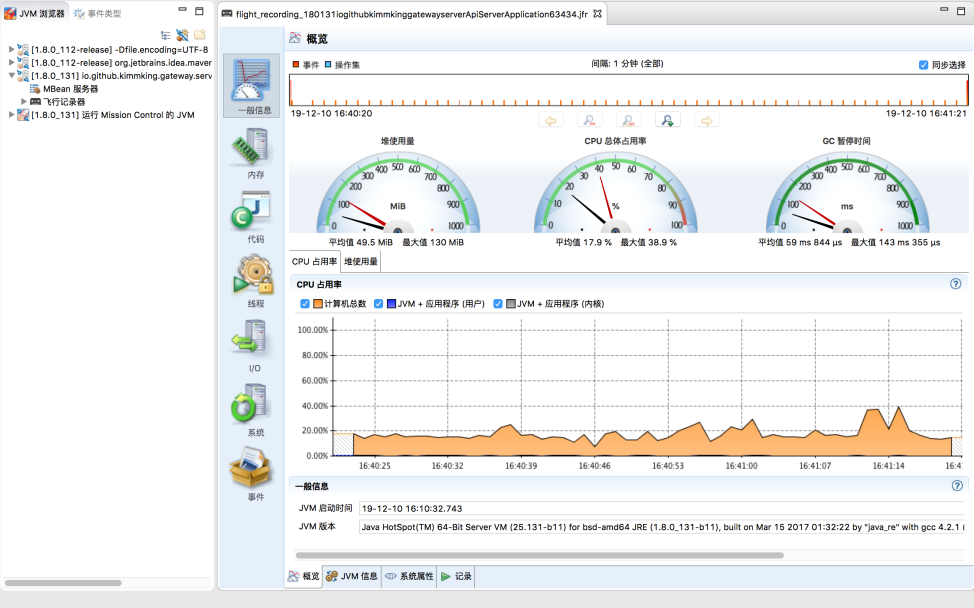 JVM 浏览器
事件类型
[1.8.0_112-release] -Dfile.encoding=UTF-8
[1.8.0_112-release] org.jetbrains.idea.maven
[1.8.0_131] io.github.kimmking.gateway.serv
MBean 服务器
飞行记录器
[1.8.0_131] 运行 Mission Control 的 JVM
flight_recording_180131iogithubkimmkinggatewayserverApiServerApplication63434.jfr
一般信息
内存
代码
线程
I/O
系统
事件
概览
事件 操作集
间隔: 1 分钟 (全部)
同步选择
19-12-10 16:40:20
19-12-10 16:41:21
堆使用量
CPU 总体占用率
GC 暂停时间
0 100 200 300 400 500 600 700 800 900 1000
MiB
0 10 20 30 40 50 60 70 80 90 100
%
0 100 200 300 400 500 600 700 800 900 1000
ms
平均值 49.5 MiB 最大值 130 MiB
平均值 17.9 % 最大值 38.9 %
平均值 59 ms 844 µs 最大值 143 ms 355 µs
CPU 占用率
堆使用量
CPU 占用率
计算机总数
JVM + 应用程序 (用户)
JVM + 应用程序 (内核)
100.00%
80.00%
60.00%
40.00%
20.00%
0.00%
16:40:25 16:40:32 16:40:39 16:40:46 16:40:53 16:41:00 16:41:07 16:41:14 16:4
一般信息
JVM 启动时间 19-12-10 16:10:32.743
JVM 版本 Java HotSpot(TM) 64-Bit Server VM (25.131-b11) for bsd-amd64 JRE (1.8.0_131-b11), built on Mar 15 2017 01:32:22 by "java_re" with gcc 4.2.1 (
概览
JVM 信息
系统属性
记录